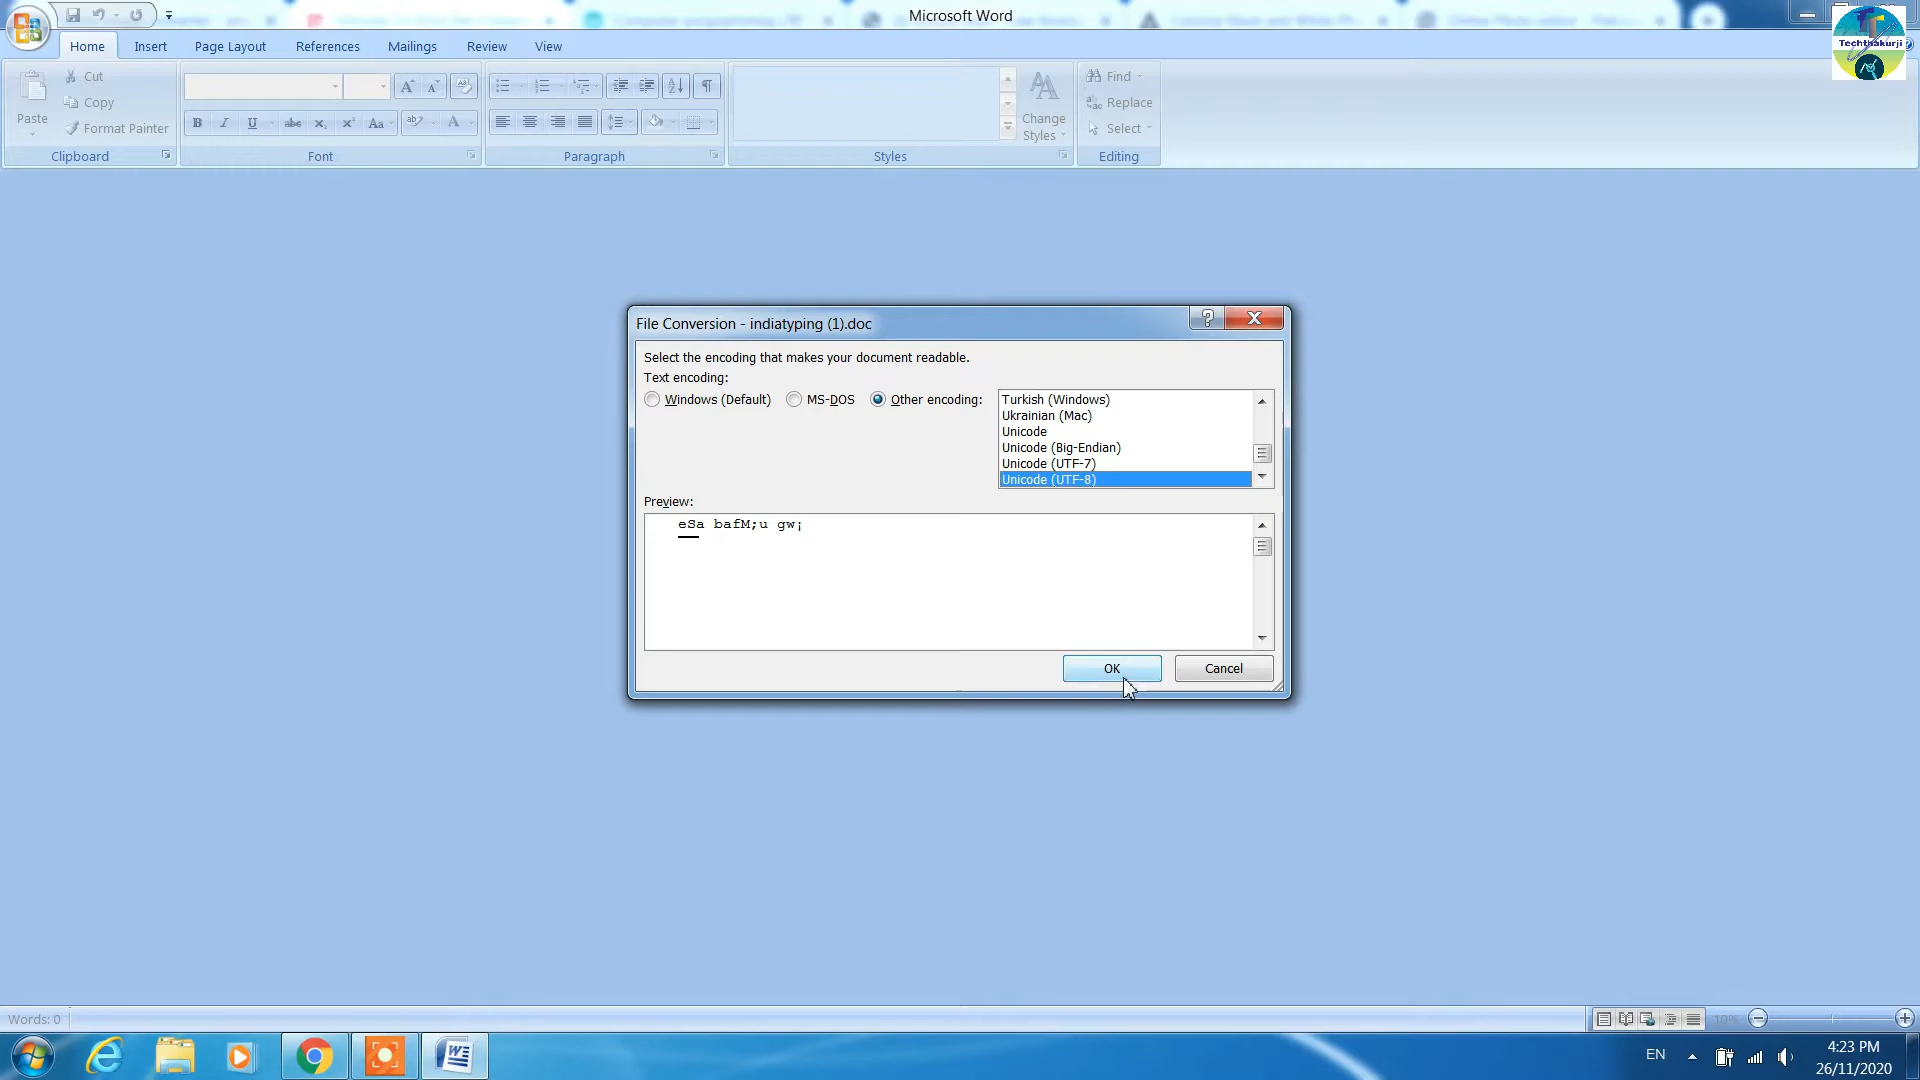 Microsoft Word
Home Insert Page Layout References Mailings Review View
Techthakurji
Paste
Cut
Copy
Format Painter
Clipboard
Font
Paragraph
Change Styles
Styles
Find
Replace
Select
Editing
File Conversion - indiatyping (1).doc
Select the encoding that makes your document readable.
Text encoding:
Windows (Default) MS-DOS Other encoding:
Turkish (Windows)
Ukrainian (Mac)
Unicode
Unicode (Big-Endian)
Unicode (UTF-7)
Unicode (UTF-8)
Preview:
eSa bafM;u gw¡
OK Cancel
Words: 0
10%
EN
4:23 PM
26/11/2020